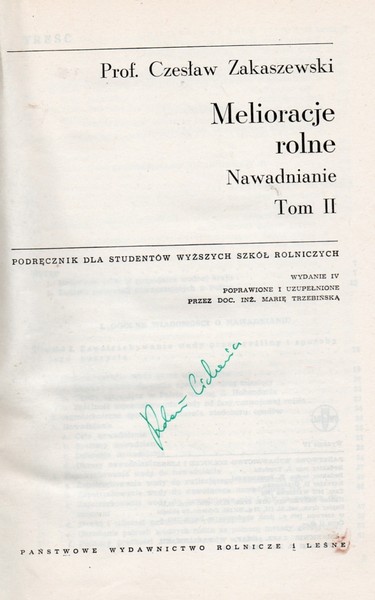 Prof. Czesław Zakaszewski
Melioracje
rolne
Nawadnianie
Tom II
PODRĘCZNIK DLA STUDENTÓW WYŻSZYCH SZKÓŁ ROLNICZYCH
WYDANIE IV
POPRAWIONE I UZUPEŁNIONE
PRZEZ DOC. INŻ. MARIĘ TRZEBIŃSKĄ
PAŃSTWOWE WYDAWNICTWO ROLNICZE I LEŚNE